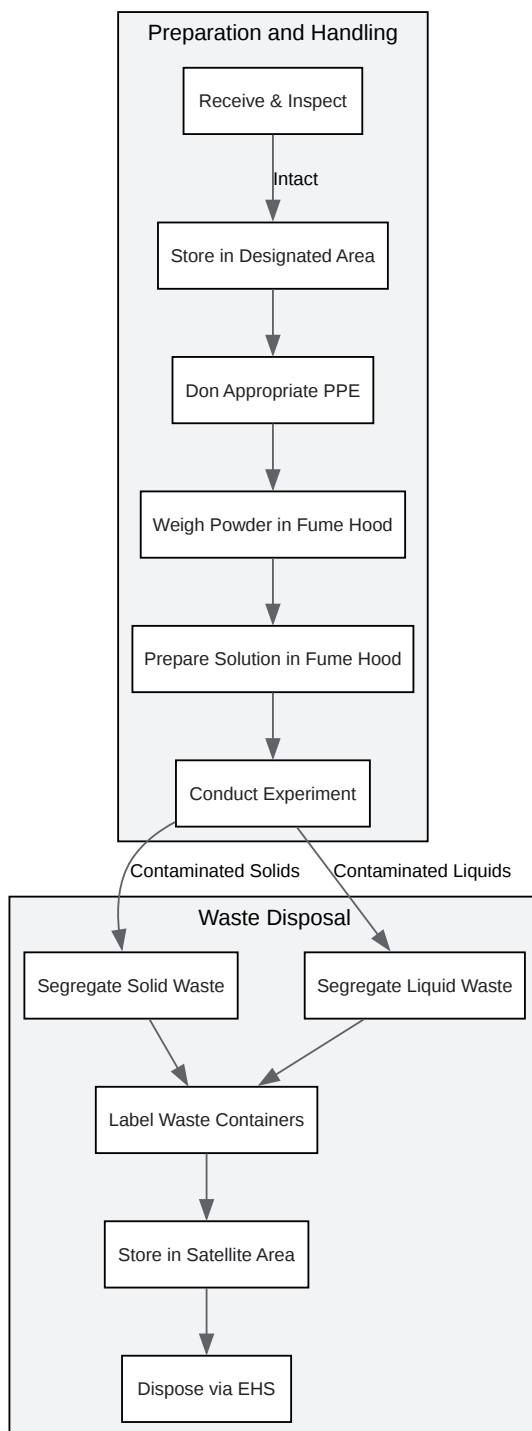 Preparation and Handling
Receive & Inspect
Intact
Store in Designated Area
Don Appropriate PPE
Weigh Powder in Fume Hood
Prepare Solution in Fume Hood
Conduct Experiment
Contaminated Solids
Contaminated Liquids
Waste Disposal
Segregate Solid Waste
Segregate Liquid Waste
Label Waste Containers
Store in Satellite Area
Dispose via EHS